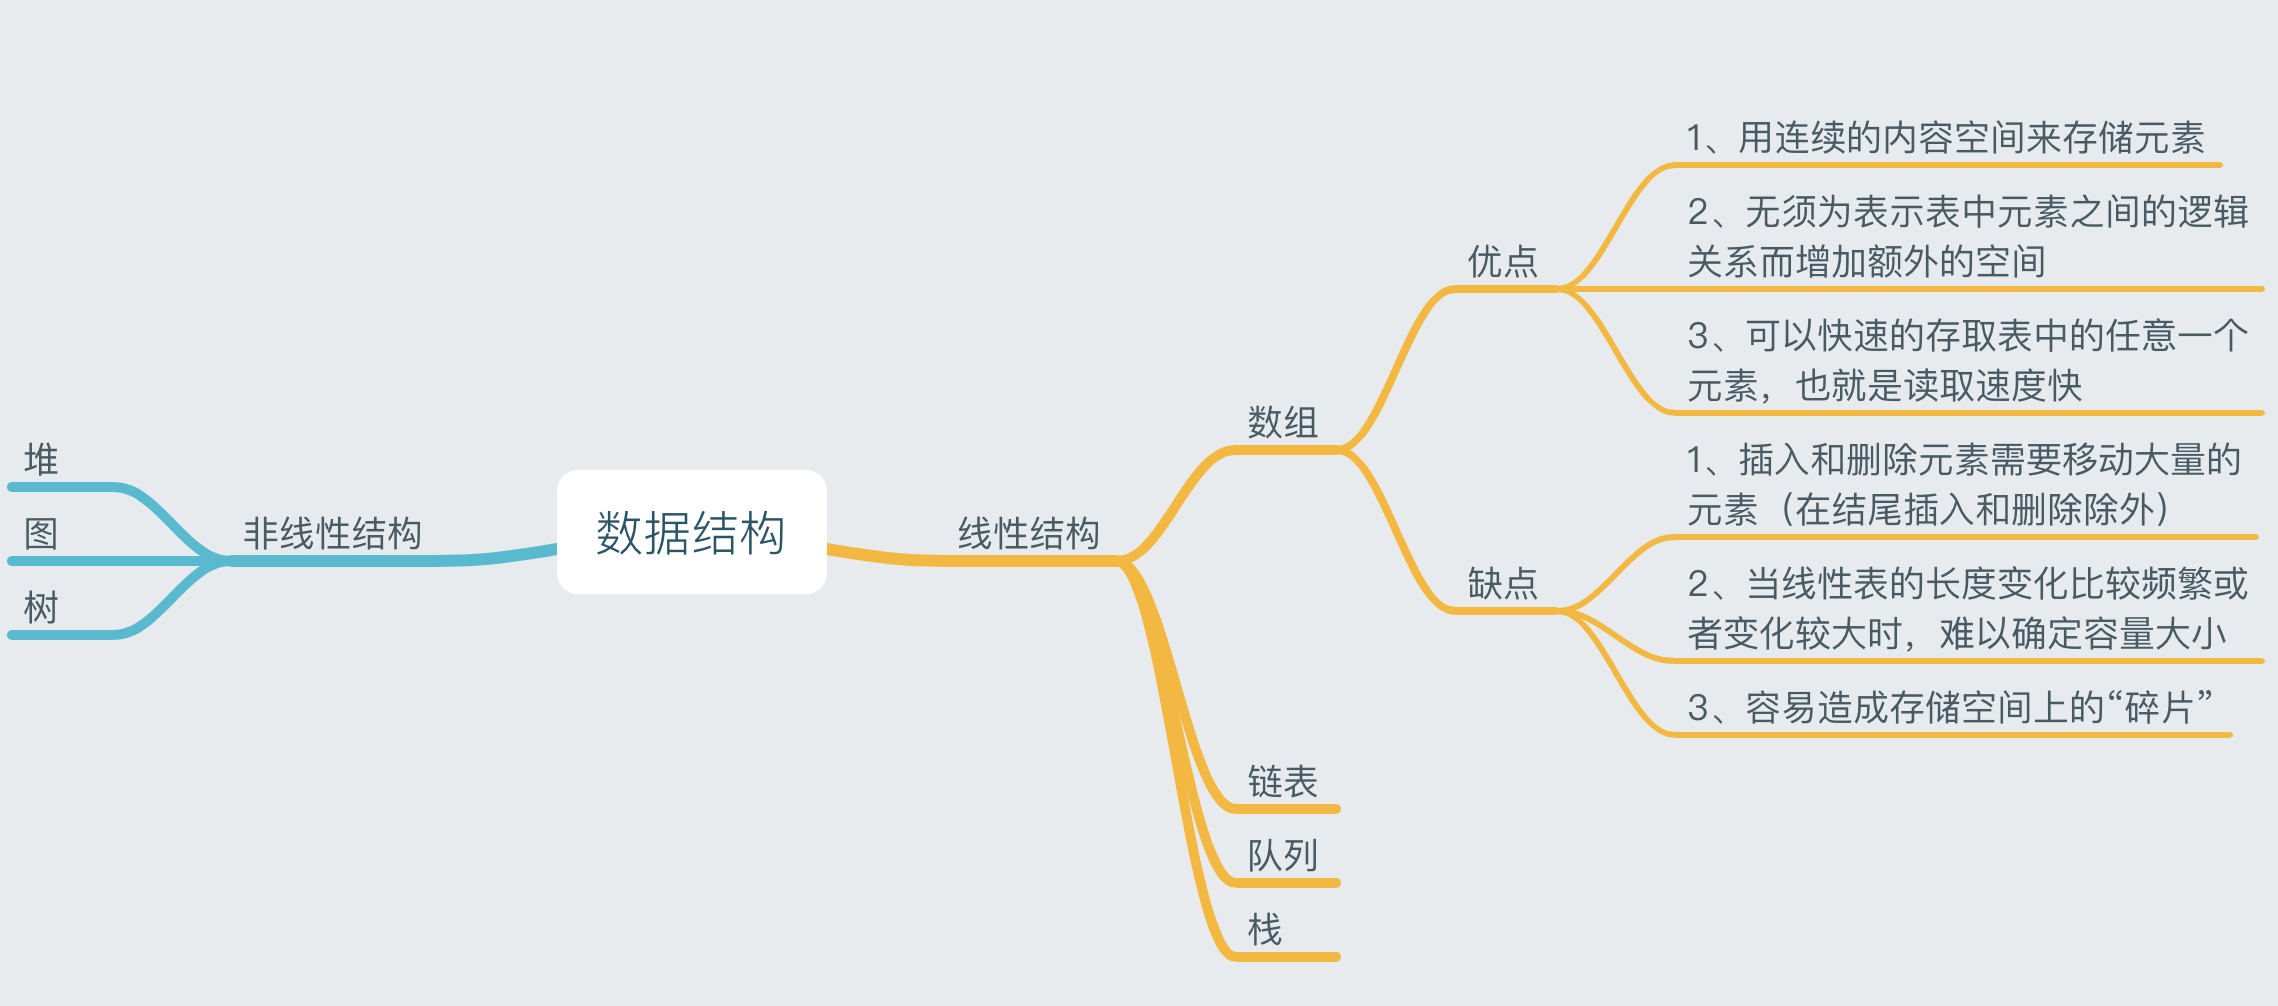 数据结构
线性结构
数组
优点
1、用连续的内容空间来存储元素
2、无须为表示表中元素之间的逻辑
关系而增加额外的空间
3、可以快速的存取表中的任意一个
元素，也就是读取速度快
缺点
1、插入和删除元素需要移动大量的
元素（在结尾插入和删除除外）
2、当线性表的长度变化比较频繁或
者变化较大时，难以确定容量大小
3、容易造成存储空间上的“碎片”
链表
队列
栈
非线性结构
堆
图
树